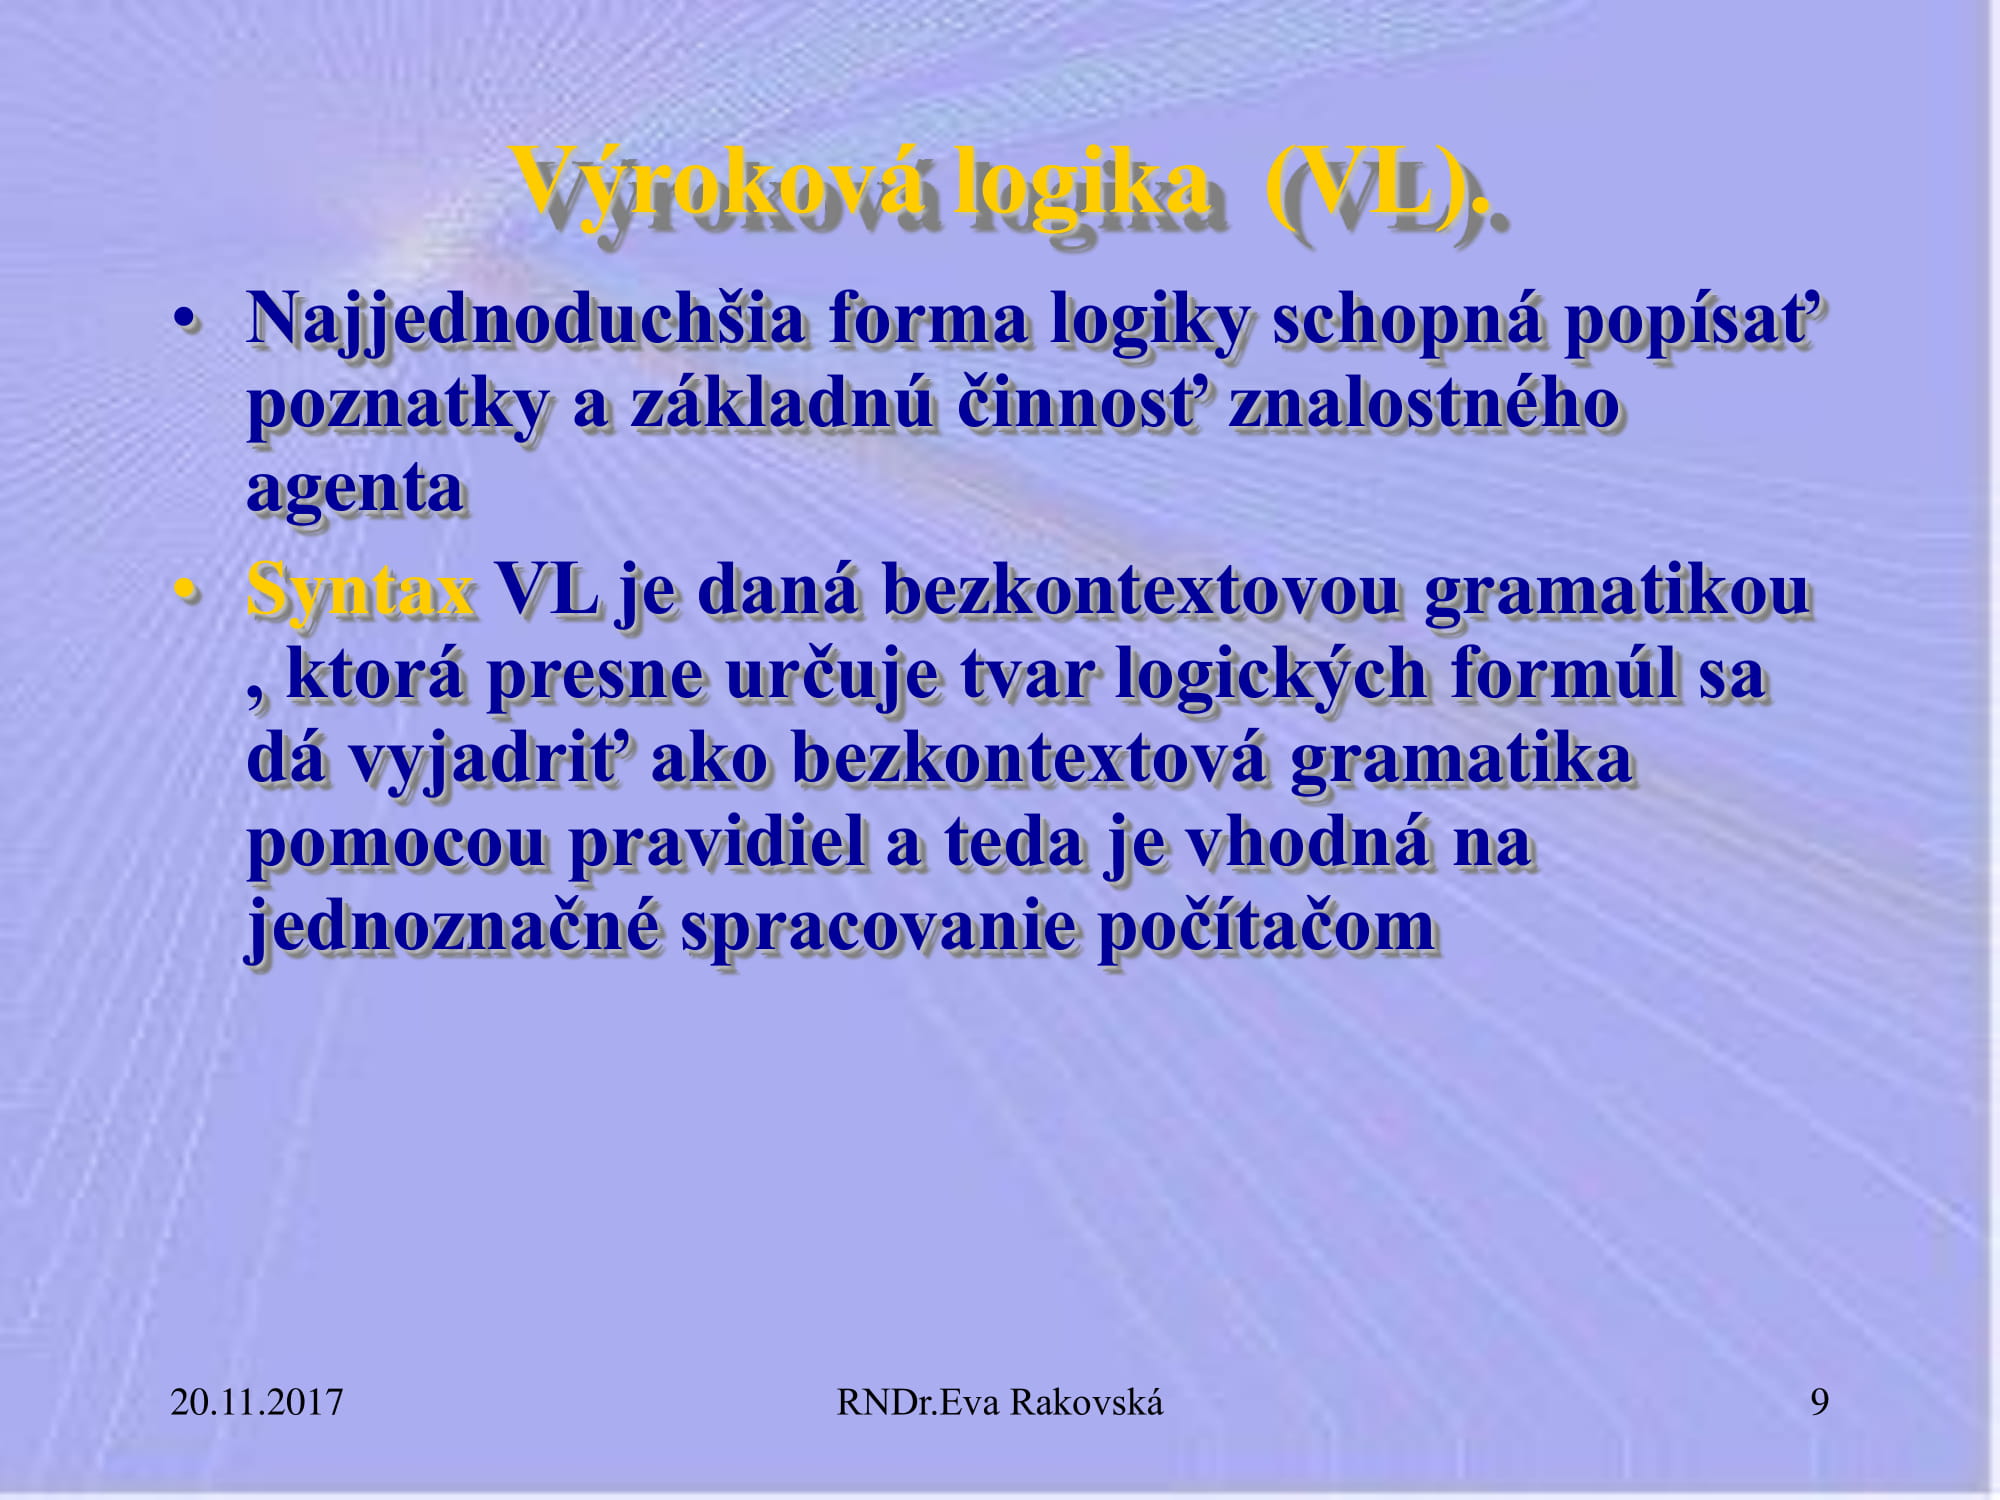 Výroková logika (VL).
• Najjednoduchšia forma logiky schopná popísať
poznatky a základnú činnosť znalostného
agenta
• Syntax VL je daná bezkontextovou gramatikou
, ktorá presne určuje tvar logických formúl sa
dá vyjadriť ako bezkontextová gramatika
pomocou pravidiel a teda je vhodná na
jednoznačné spracovanie počítačom
20.11.2017
RNDr.Eva Rakovská
9